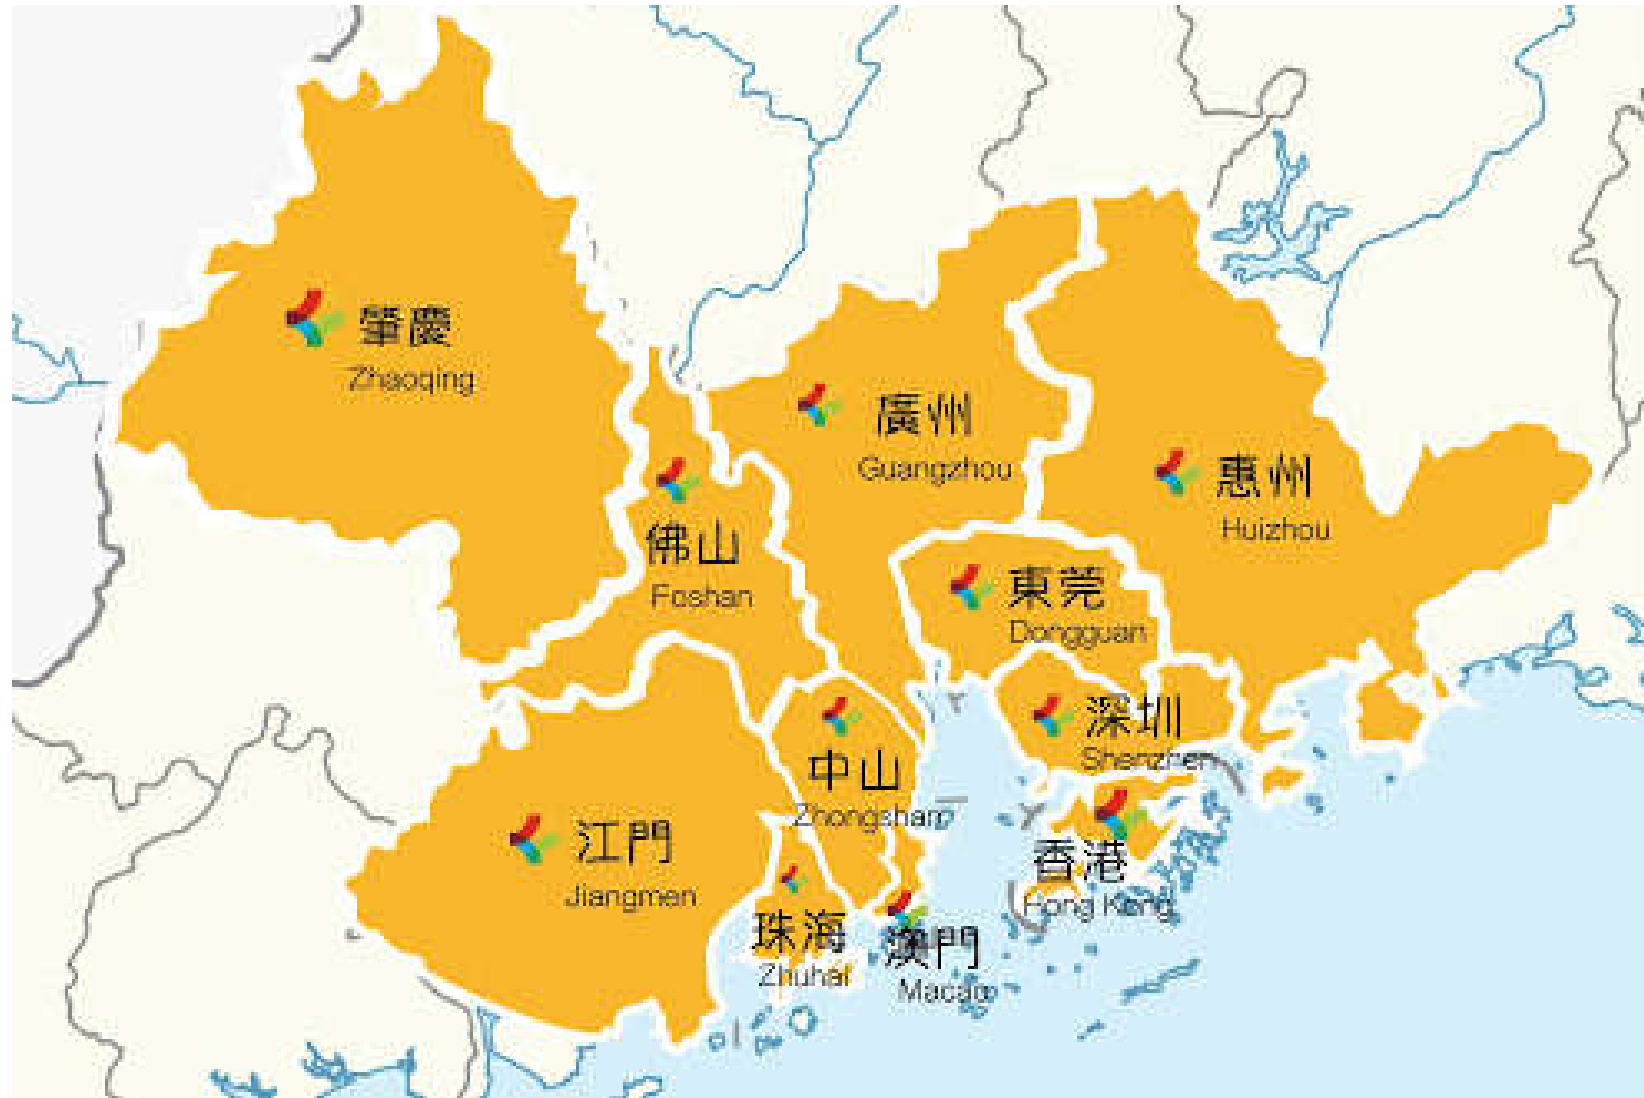 肇慶
Zhaoqing
廣州
Guangzhou
惠州
Huizhou
佛山
Foshan
東莞
Dongguan
深圳
Shenzhen
中山
Zhongshan
江門
Jiangmen
香港
Hong Kong
珠海
Zhuhai
澳門
Macao